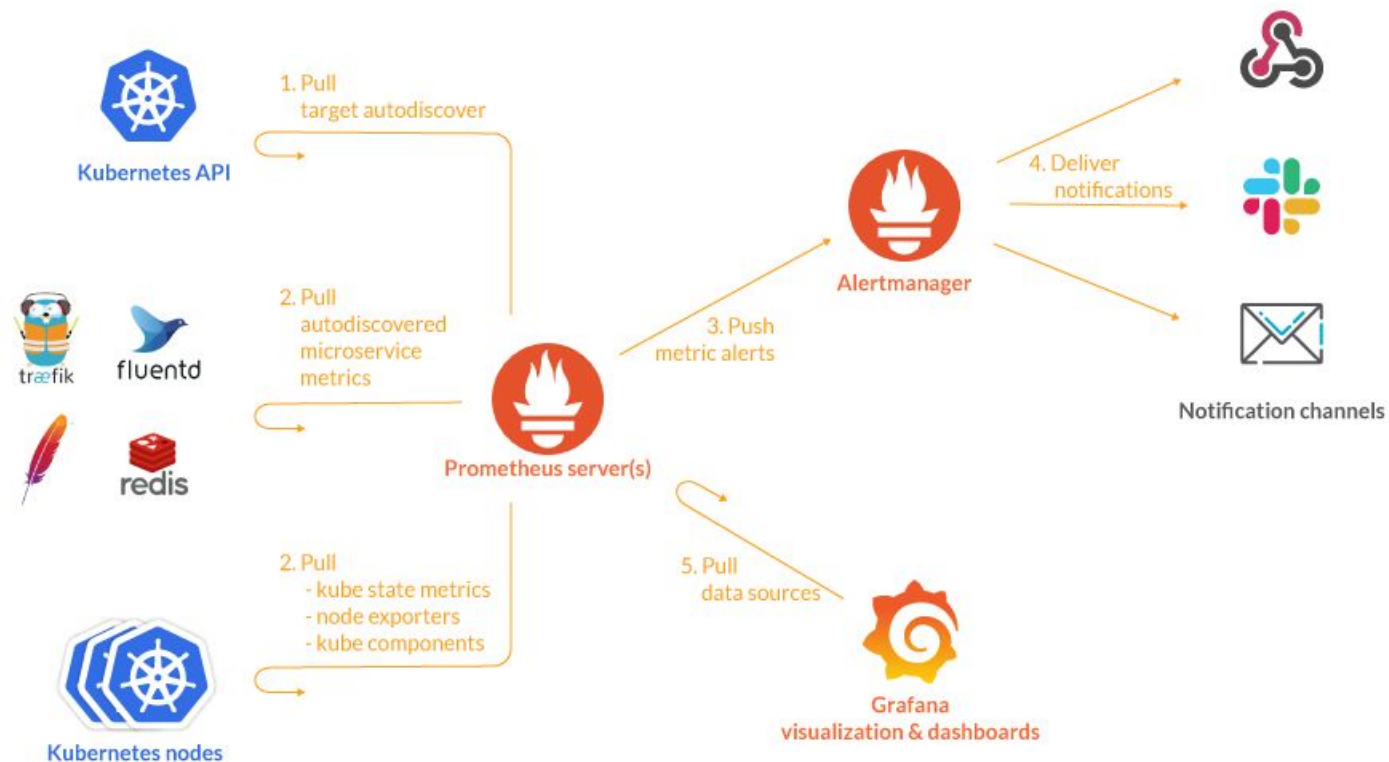 1. Pull
target autodiscover
Kubernetes API
2. Pull
autodiscovered
microservice
metrics
træfik
fluentd
redis
Prometheus server(s)
2. Pull
- kube state metrics
- node exporters
- kube components
Kubernetes nodes
3. Push
metric alerts
Alertmanager
4. Deliver
notifications
Notification channels
5. Pull
data sources
Grafana
visualization & dashboards